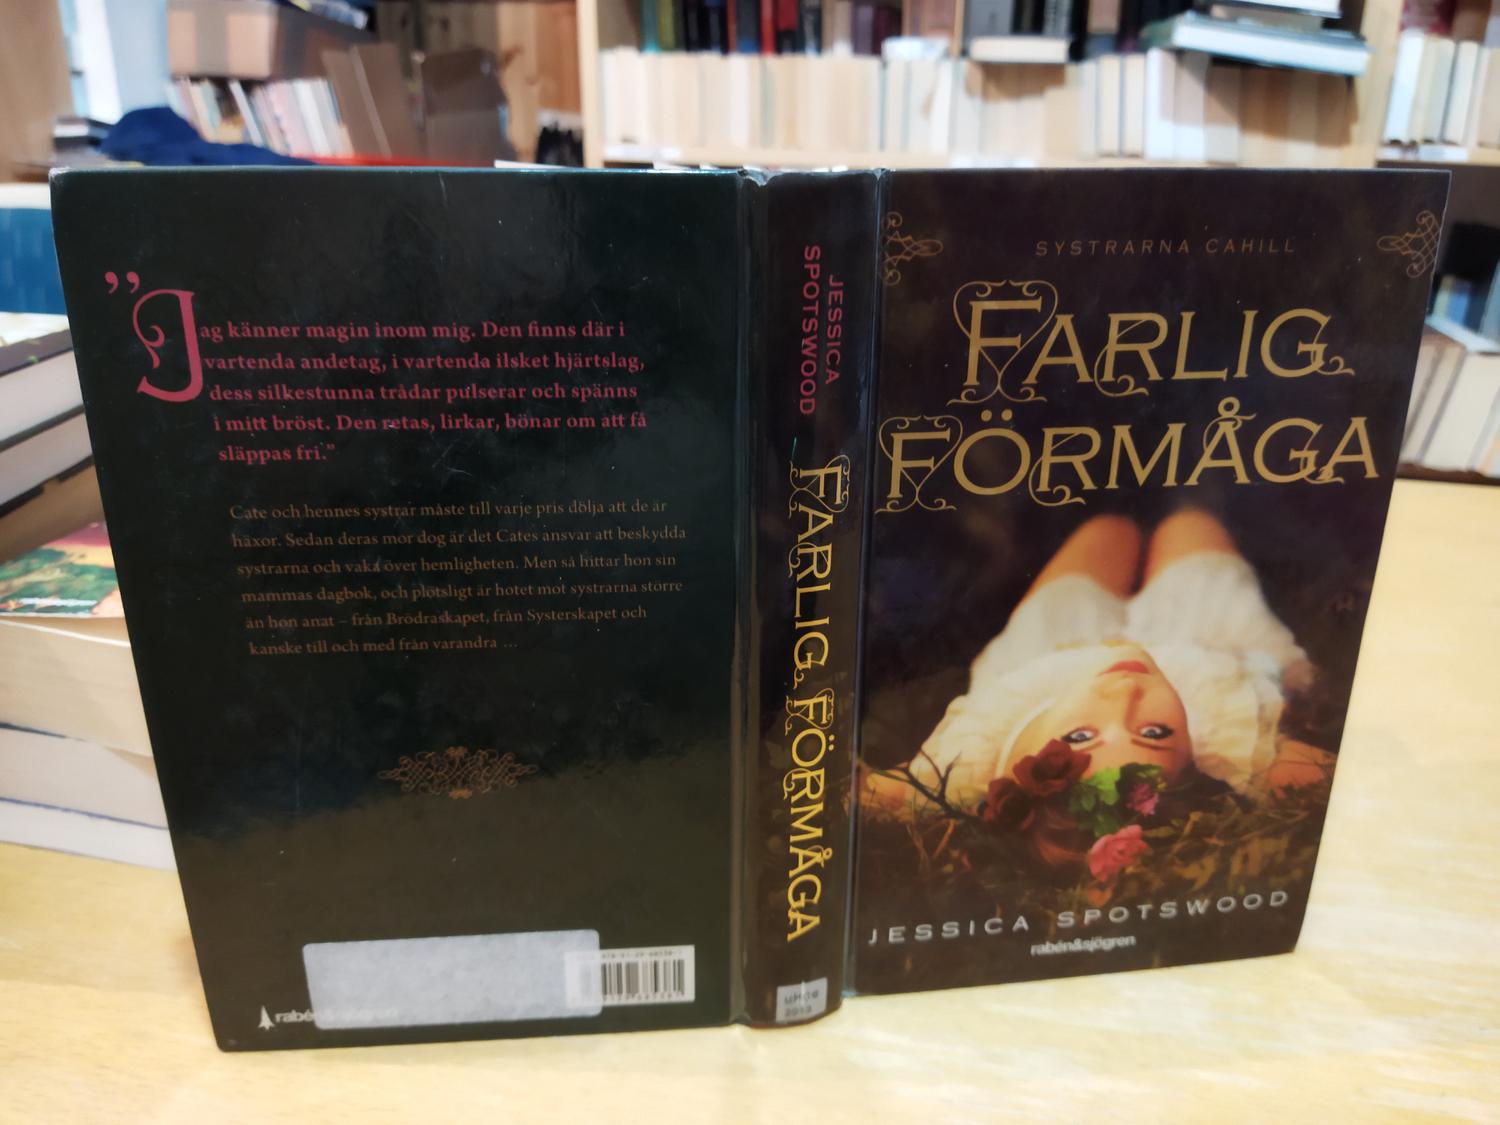 ”Jag känner magin inom mig. Den finns där i
vartenda andetag, i vartenda ilsket hjärtslag,
dess silkestunna trådar pulserar och spänns
i mitt bröst. Den retas, lirkar, bönar om att få
släppas fri.”
Cate och hennes systrar måste till varje pris dölja att de är
häxor. Sedan deras mor dog är det Cates ansvar att beskydda
systrarna och vaka över hemligheten. Men så hittar hon sin
mammas dagbok, och plötsligt är hotet mot systrarna större
än hon anat – från Brödraskapet, från Systerskapet och
kanske till och med från varandra ...
JESSICA
SPOTSWOOD
FARLIG FÖRMÅGA
uHce
2013
SYSTRARNA CAHILL
FARLIG
FÖRMÅGA
JESSICA SPOTSWOOD
rabén&sjögren